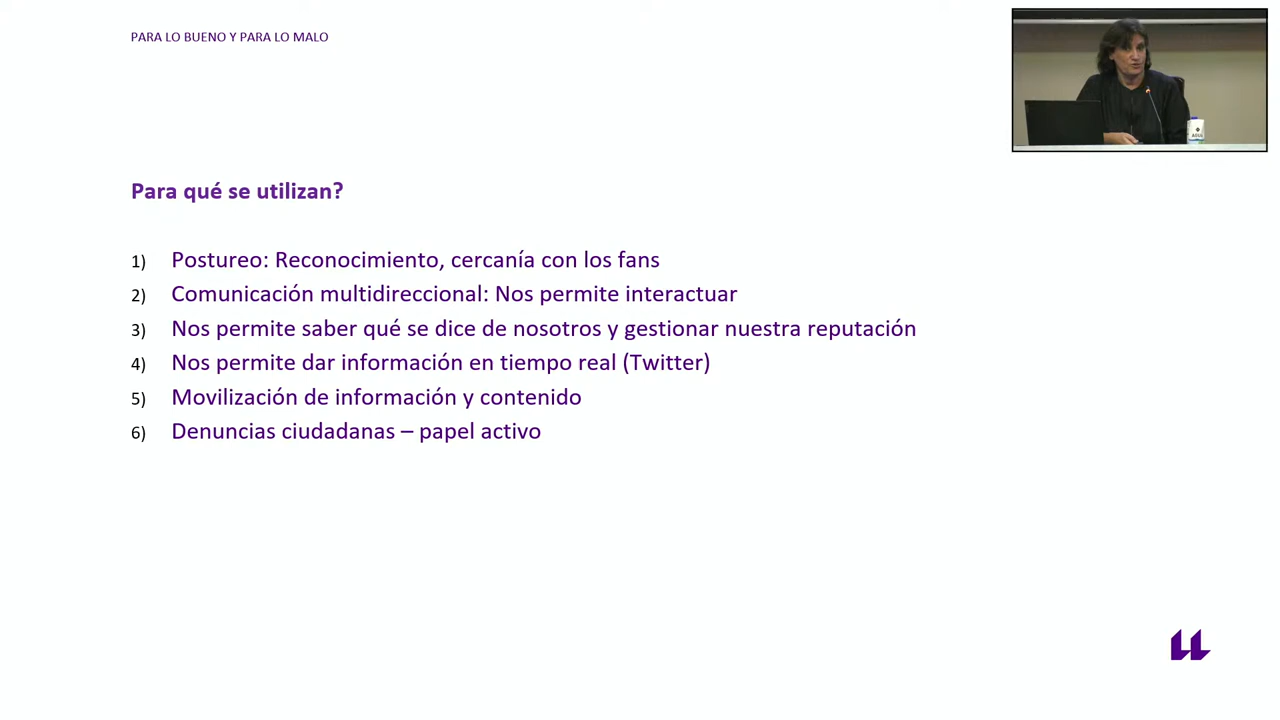 PARA LO BUENO Y PARA LO MALO
Para qué se utilizan?
1) Postureo: Reconocimiento, cercanía con los fans
2) Comunicación multidireccional: Nos permite interactuar
3) Nos permite saber qué se dice de nosotros y gestionar nuestra reputación
4) Nos permite dar información en tiempo real (Twitter)
5) Movilización de información y contenido
6) Denuncias ciudadanas – papel activo